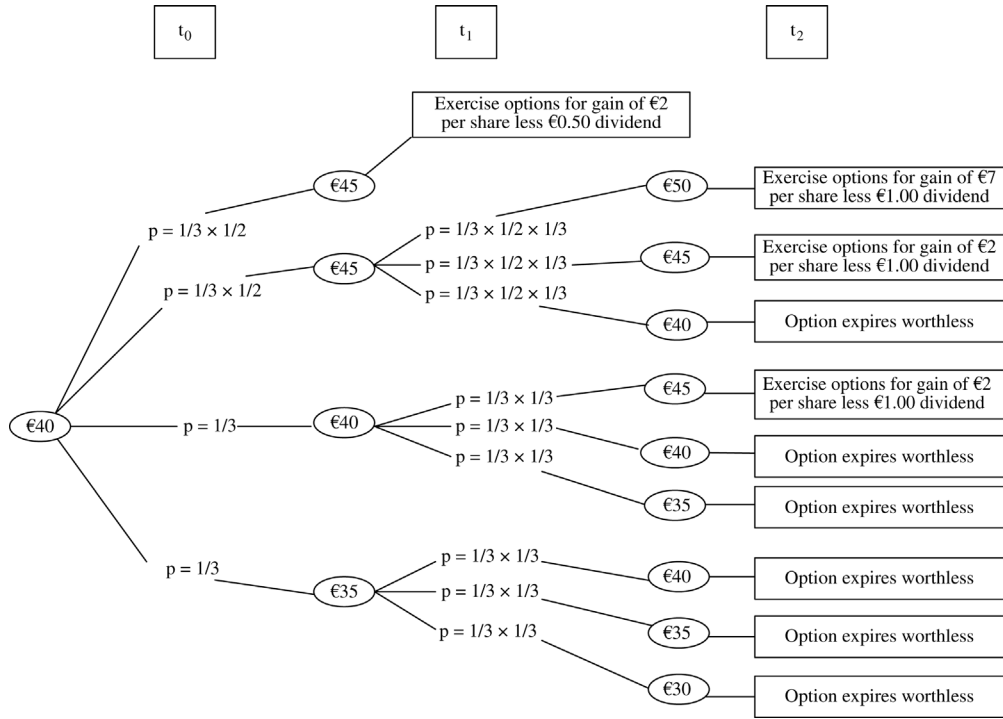 t₀
t₁
t₂
Exercise options for gain of €2
per share less €0.50 dividend
€45
€50
Exercise options for gain of €7
per share less €1.00 dividend
p = 1/3 × 1/2
p = 1/3 × 1/2 × 1/3
€45
p = 1/3 × 1/2 × 1/3
€45
Exercise options for gain of €2
per share less €1.00 dividend
p = 1/3 × 1/2
p = 1/3 × 1/2 × 1/3
€40
Option expires worthless
€45
Exercise options for gain of €2
per share less €1.00 dividend
p = 1/3 × 1/3
€40
p = 1/3
€40
p = 1/3 × 1/3
€40
Option expires worthless
p = 1/3 × 1/3
€35
Option expires worthless
p = 1/3 × 1/3
€40
Option expires worthless
p = 1/3
€35
p = 1/3 × 1/3
€35
Option expires worthless
p = 1/3 × 1/3
€30
Option expires worthless